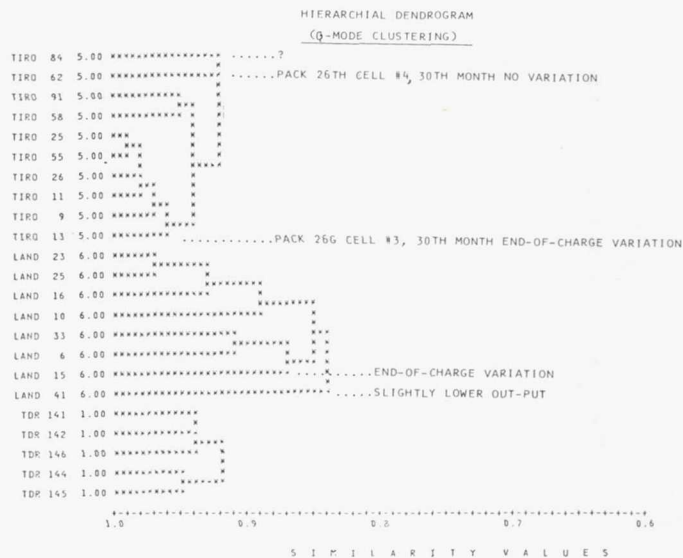 HIERARCHIAL DENDROGRAM
(Q-MODE CLUSTERING)
TIRO 84 5.00 ......?
TIRO 62 5.00 ......PACK 26TH CELL #4, 30TH MONTH NO VARIATION
TIRO 91 5.00
TIRO 58 5.00
TIRO 25 5.00
TIRO 55 5.00
TIRO 26 5.00
TIRO 11 5.00
TIRO 9 5.00
TIRO 13 5.00 ............PACK 26G CELL #3, 30TH MONTH END-OF-CHARGE VARIATION
LAND 23 6.00
LAND 25 6.00
LAND 16 6.00
LAND 10 6.00
LAND 33 6.00
LAND 6 6.00
LAND 15 6.00 ..........END-OF-CHARGE VARIATION
LAND 41 6.00 .....SLIGHTLY LOWER OUT-PUT
TDR 141 1.00
TDR 142 1.00
TDR 146 1.00
TDR 144 1.00
TDR 145 1.00
1.0 0.9 0.8 0.7 0.6
S I M I L A R I T Y V A L U E S